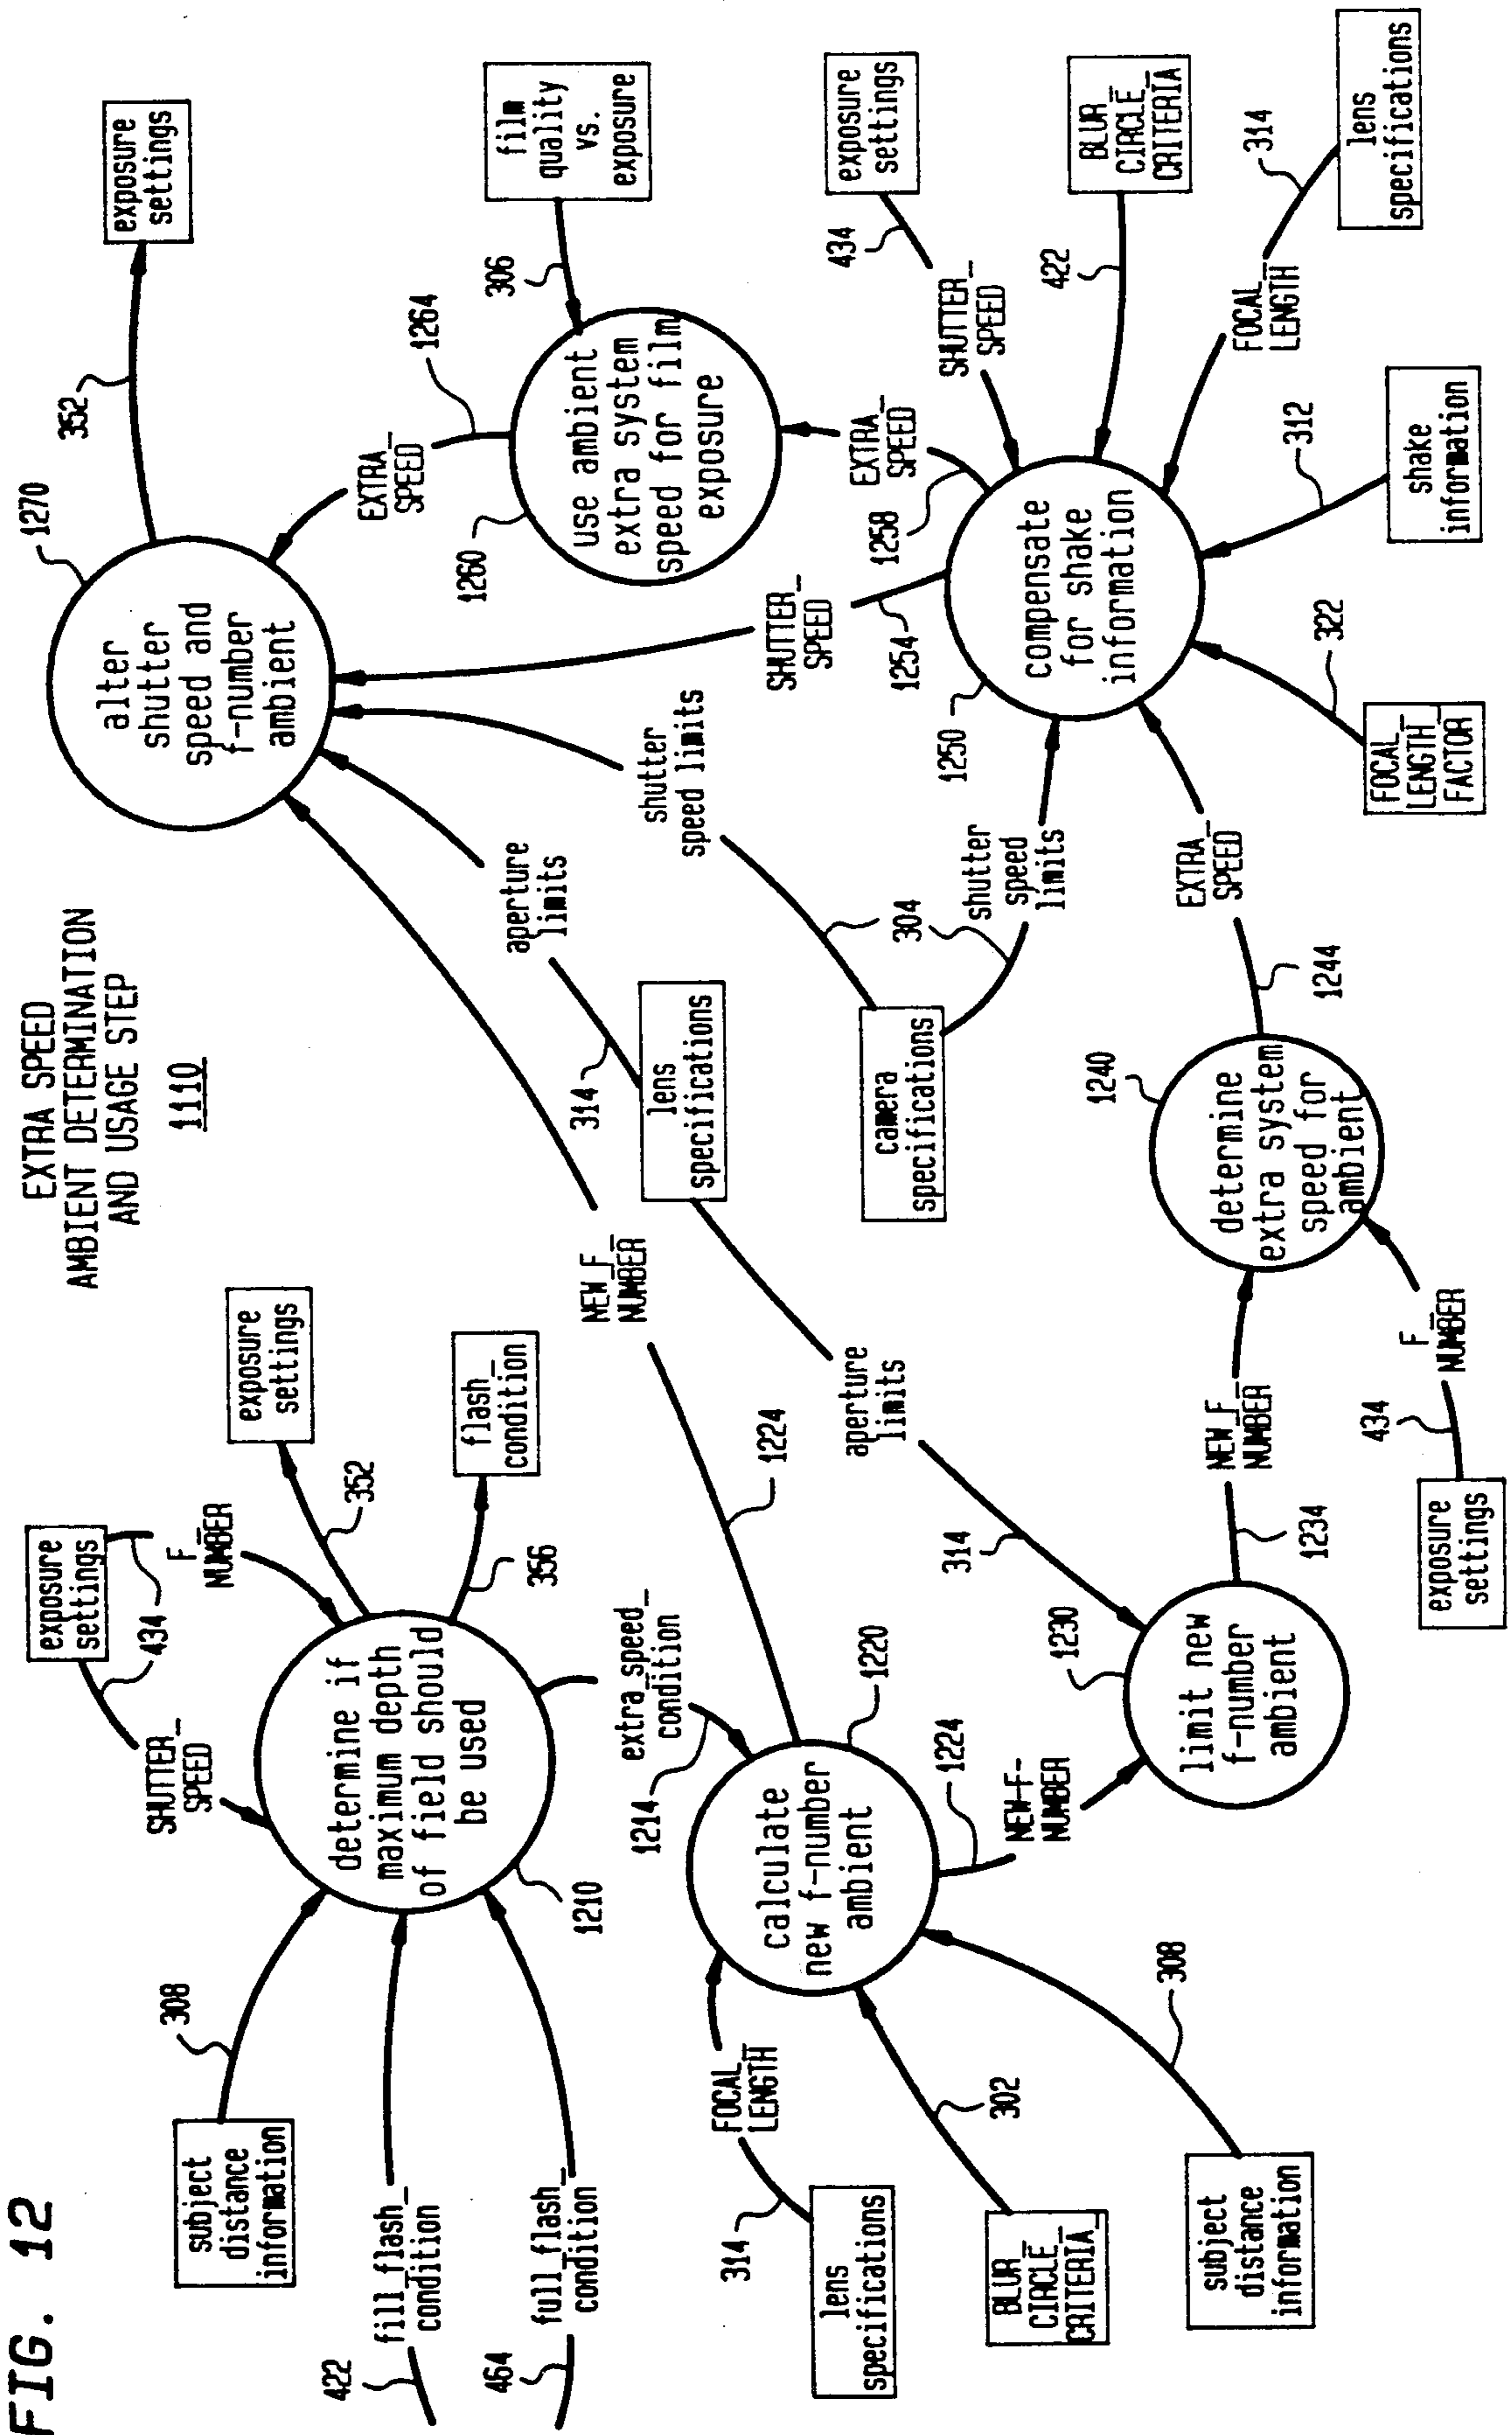 FIG. 12
EXTRA SPEED
AMBIENT DETERMINATION
AND USAGE STEP
1110
subject
distance
information
308
422
fill_flash_
condition
464
full_flash_
condition
exposure
settings
434
SHUTTER_
SPEED
F_
NUMBER
determine if
maximum depth
of field should
be used
1210
352
exposure
settings
356
flash_
condition
extra_speed_
condition
1214
lens
specifications
314
FOCAL_
LENGTH
BLUR_
CIRCLE_
CRITERIA_
302
subject
distance
information
308
calculate
new f-number
ambient
1220
1224
NEW_F_
NUMBER
1224
NEW-F-
NUMBER
limit new
f-number
ambient
1230
314
aperture
limits
lens
specifications
314
aperture
limits
1234
NEW_F_
NUMBER
exposure
settings
434
F_
NUMBER
determine
extra system
speed for
ambient
1240
1244
EXTRA_
SPEED
camera
specifications
304
shutter
speed limits
shutter
speed
limits
compensate
for shake
information
1250
FOCAL_
LENGTH_
FACTOR
322
shake
information
312
lens
specifications
314
FOCAL_
LENGTH
BLUR_
CIRCLE_
CRITERIA
422
exposure
settings
434
SHUTTER_
SPEED
1254
SHUTTER_
SPEED
1258
EXTRA_
SPEED
use ambient
extra system
speed for film
exposure
1260
film
quality
vs.
exposure
306
1264
EXTRA_
SPEED
alter
shutter
speed and
f-number
ambient
1270
352
exposure
settings